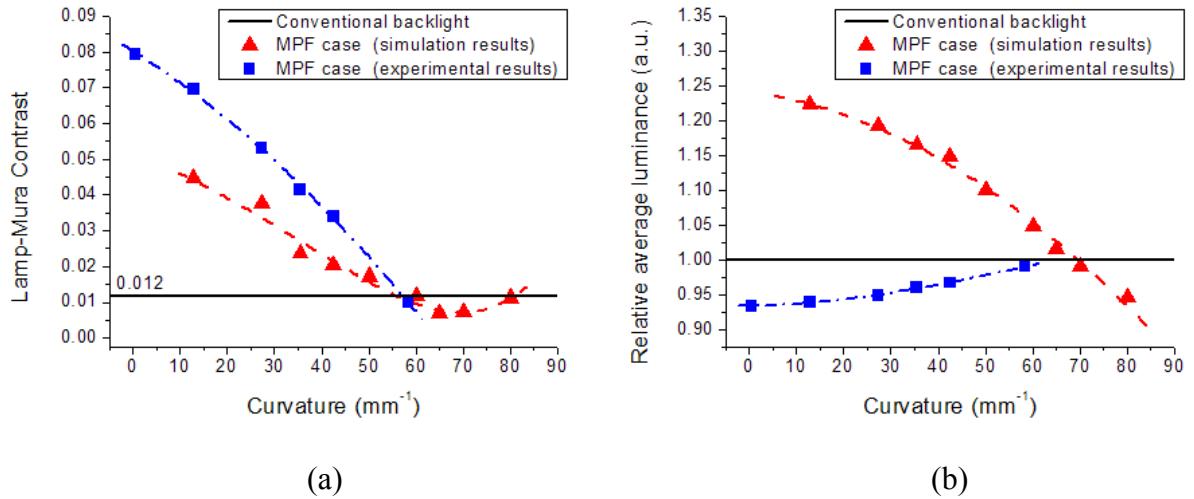 Conventional backlight
MPF case (simulation results)
MPF case (experimental results)
Lamp-Mura Contrast
0.09
0.08
0.07
0.06
0.05
0.04
0.03
0.02
0.01
0.00
0.012
0 10 20 30 40 50 60 70 80 90
Curvature (mm⁻¹)
(a)
Conventional backlight
MPF case (simulation results)
MPF case (experimental results)
Relative average luminance (a.u.)
1.35
1.30
1.25
1.20
1.15
1.10
1.05
1.00
0.95
0.90
0 10 20 30 40 50 60 70 80 90
Curvature (mm⁻¹)
(b)